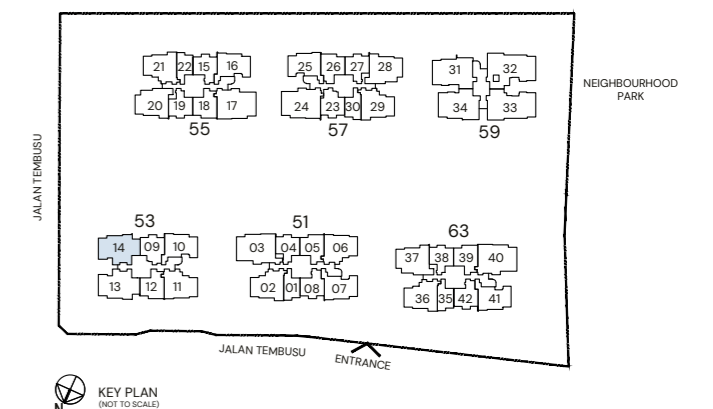 21 22 15 16
20 19 18 17
55
25 26 27 28
24 23 30 29
57
31 32
34 33
59
NEIGHBOURHOOD
PARK
JALAN TEMBUSU
53
14 09 10
13 12 11
51
03 04 05 06
02 01 08 07
63
37 38 39 40
36 35 42 41
JALAN TEMBUSU
ENTRANCE
N
KEY PLAN
(NOT TO SCALE)